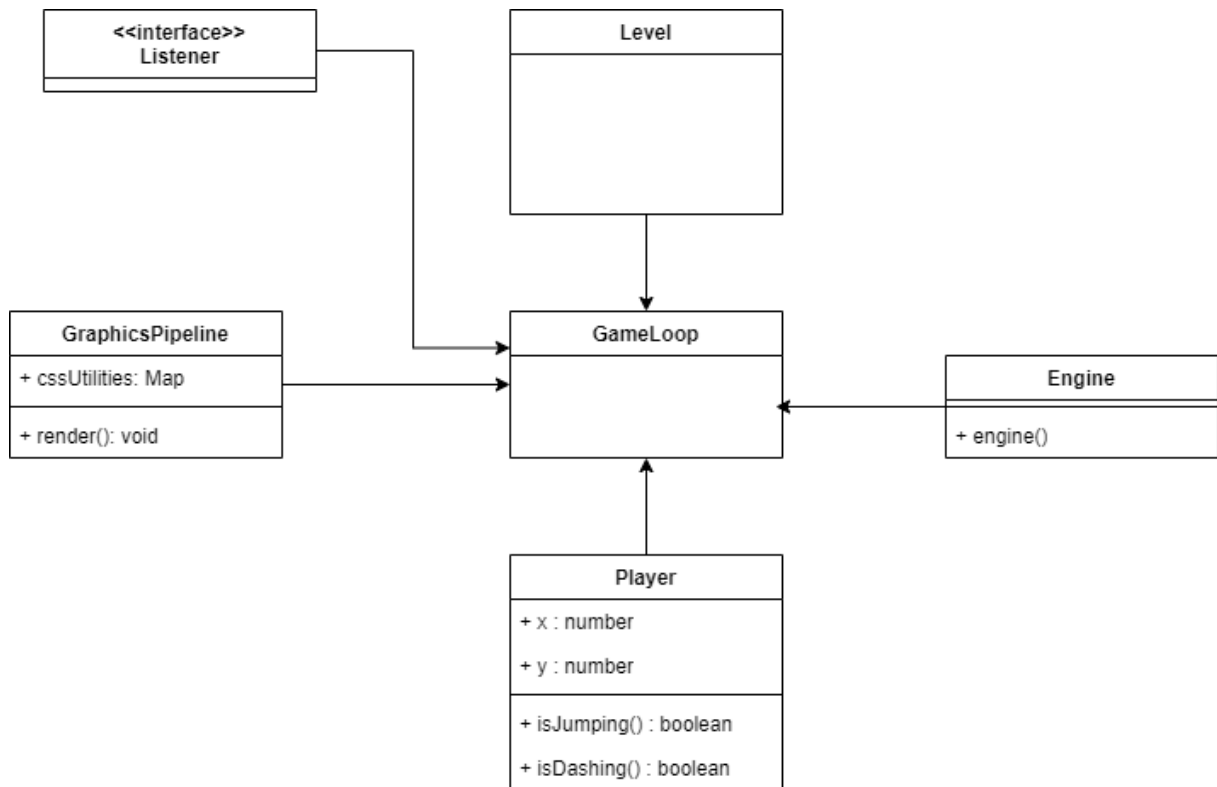 <<interface>>
Listener
Level
GraphicsPipeline
+ cssUtilities: Map
+ render(): void
GameLoop
Engine
+ engine()
Player
+ x : number
+ y : number
+ isJumping() : boolean
+ isDashing() : boolean